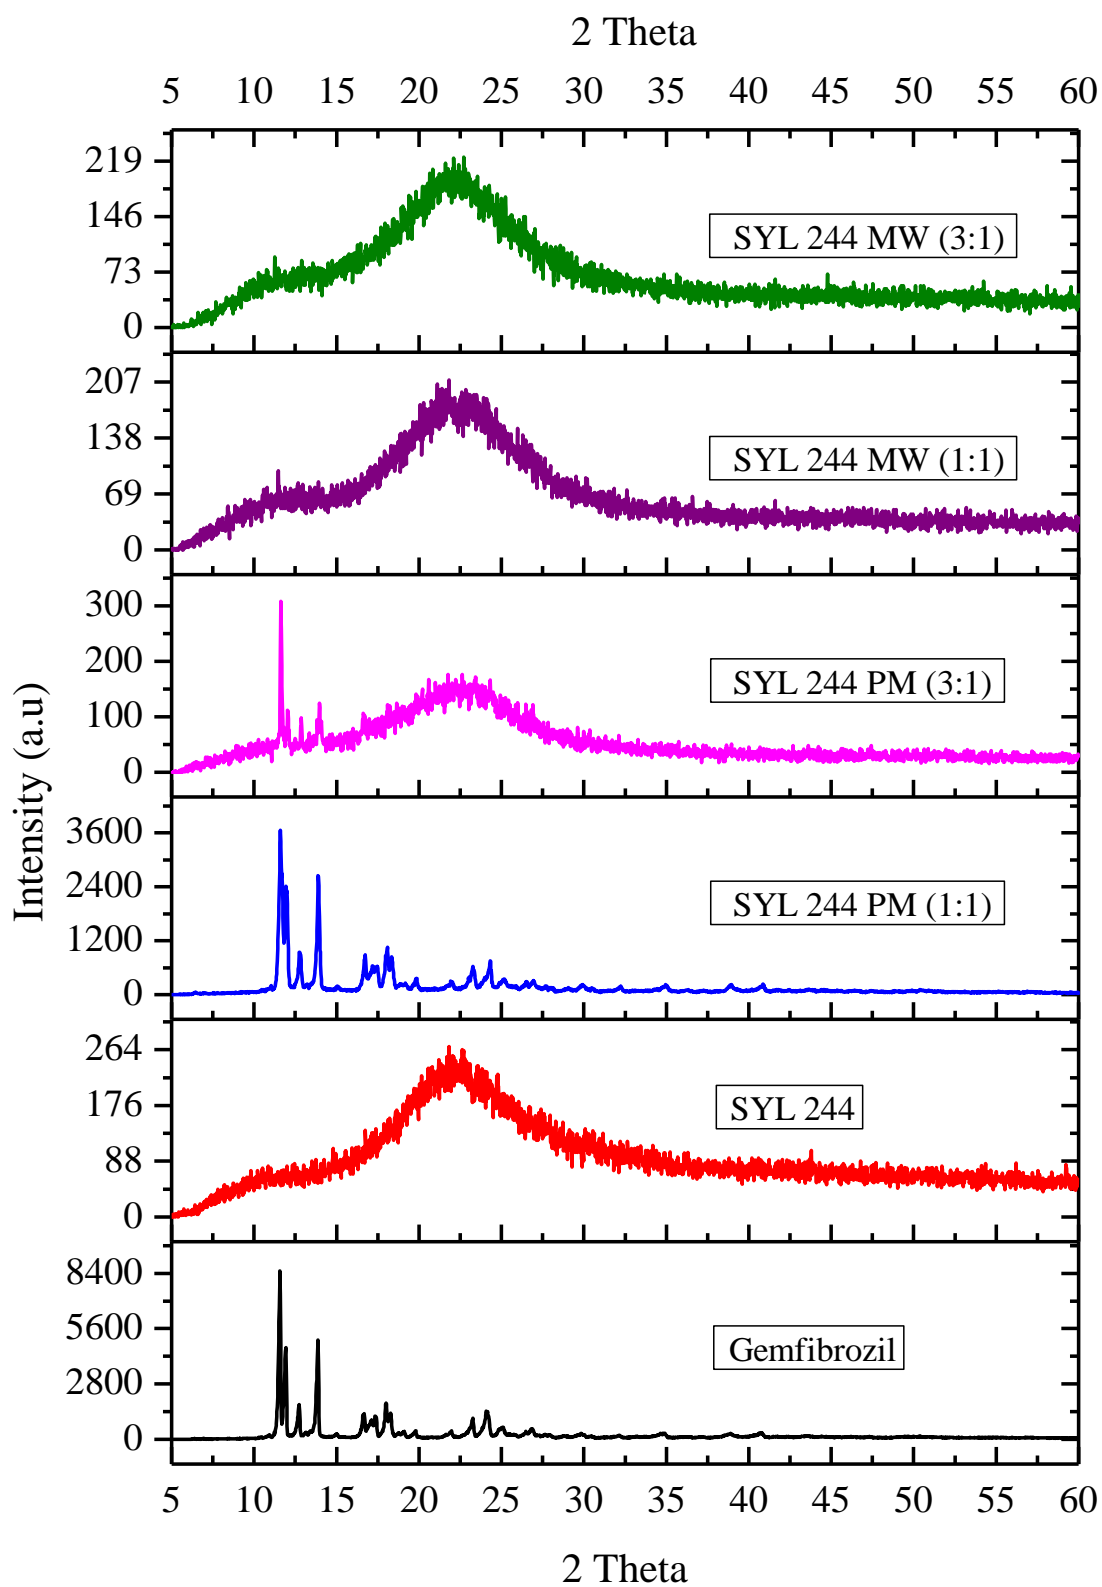 2 Theta
5 10 15 20 25 30 35 40 45 50 55 60
219
146
73
0
SYL 244 MW (3:1)
207
138
69
0
SYL 244 MW (1:1)
300
200
100
0
SYL 244 PM (3:1)
Intensity (a.u)
3600
2400
1200
0
SYL 244 PM (1:1)
264
176
88
0
SYL 244
8400
5600
2800
0
Gemfibrozil
5 10 15 20 25 30 35 40 45 50 55 60
2 Theta